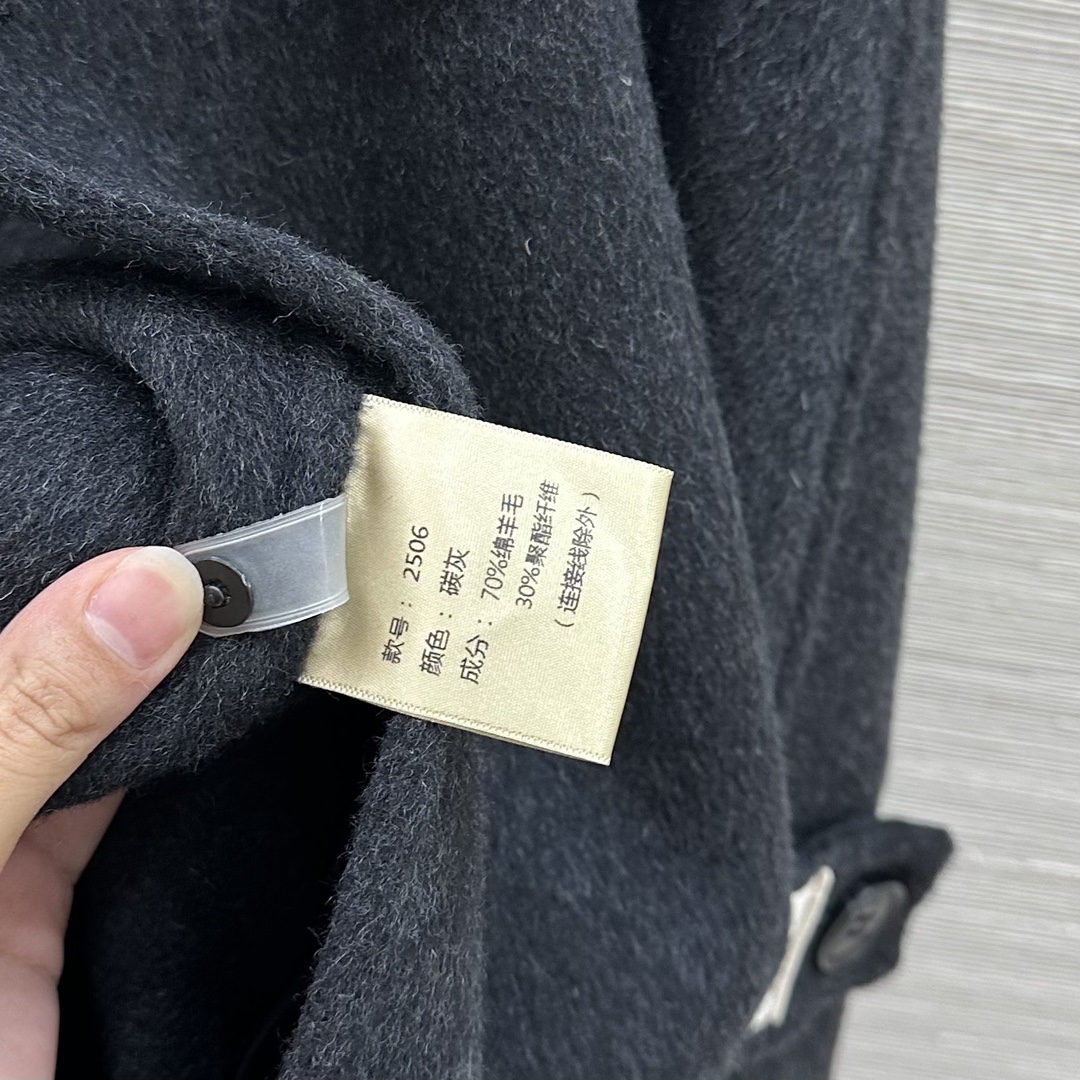 款号：2506
颜色：碳灰
成分：70%绵羊毛
30%聚酯纤维
（连接线除外）